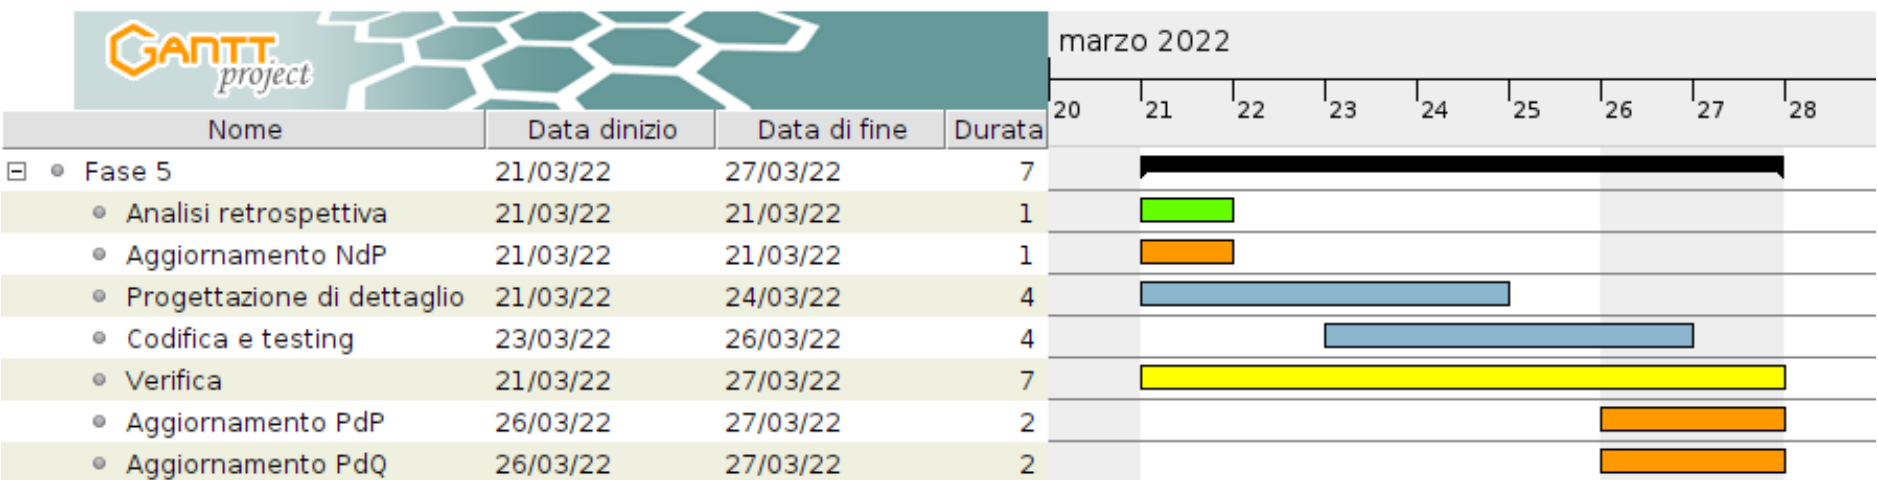 GANTT
project
marzo 2022
20 21 22 23 24 25 26 27 28
Nome Data dinizio Data di fine Durata
Fase 5 21/03/22 27/03/22 7
Analisi retrospettiva 21/03/22 21/03/22 1
Aggiornamento NdP 21/03/22 21/03/22 1
Progettazione di dettaglio 21/03/22 24/03/22 4
Codifica e testing 23/03/22 26/03/22 4
Verifica 21/03/22 27/03/22 7
Aggiornamento PdP 26/03/22 27/03/22 2
Aggiornamento PdQ 26/03/22 27/03/22 2